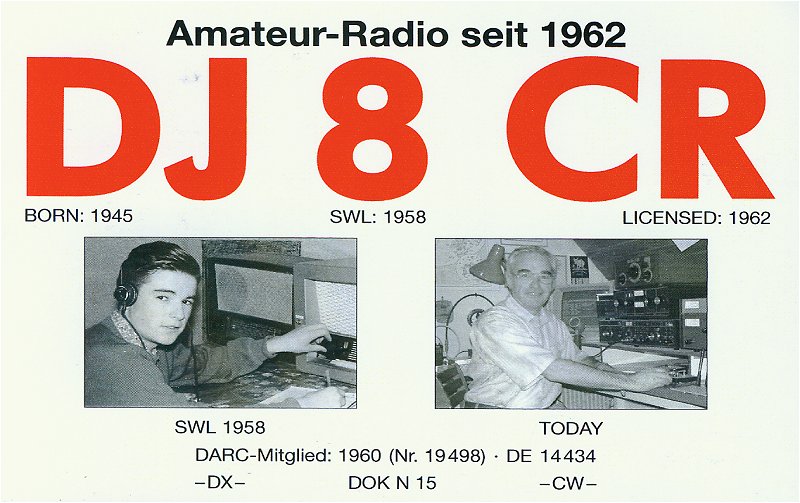 Amateur-Radio seit 1962
DJ 8 CR
BORN: 1945 SWL: 1958 LICENSED: 1962
SWL 1958 TODAY
DARC-Mitglied: 1960 (Nr. 19498) · DE 14434
–DX– DOK N 15 –CW–